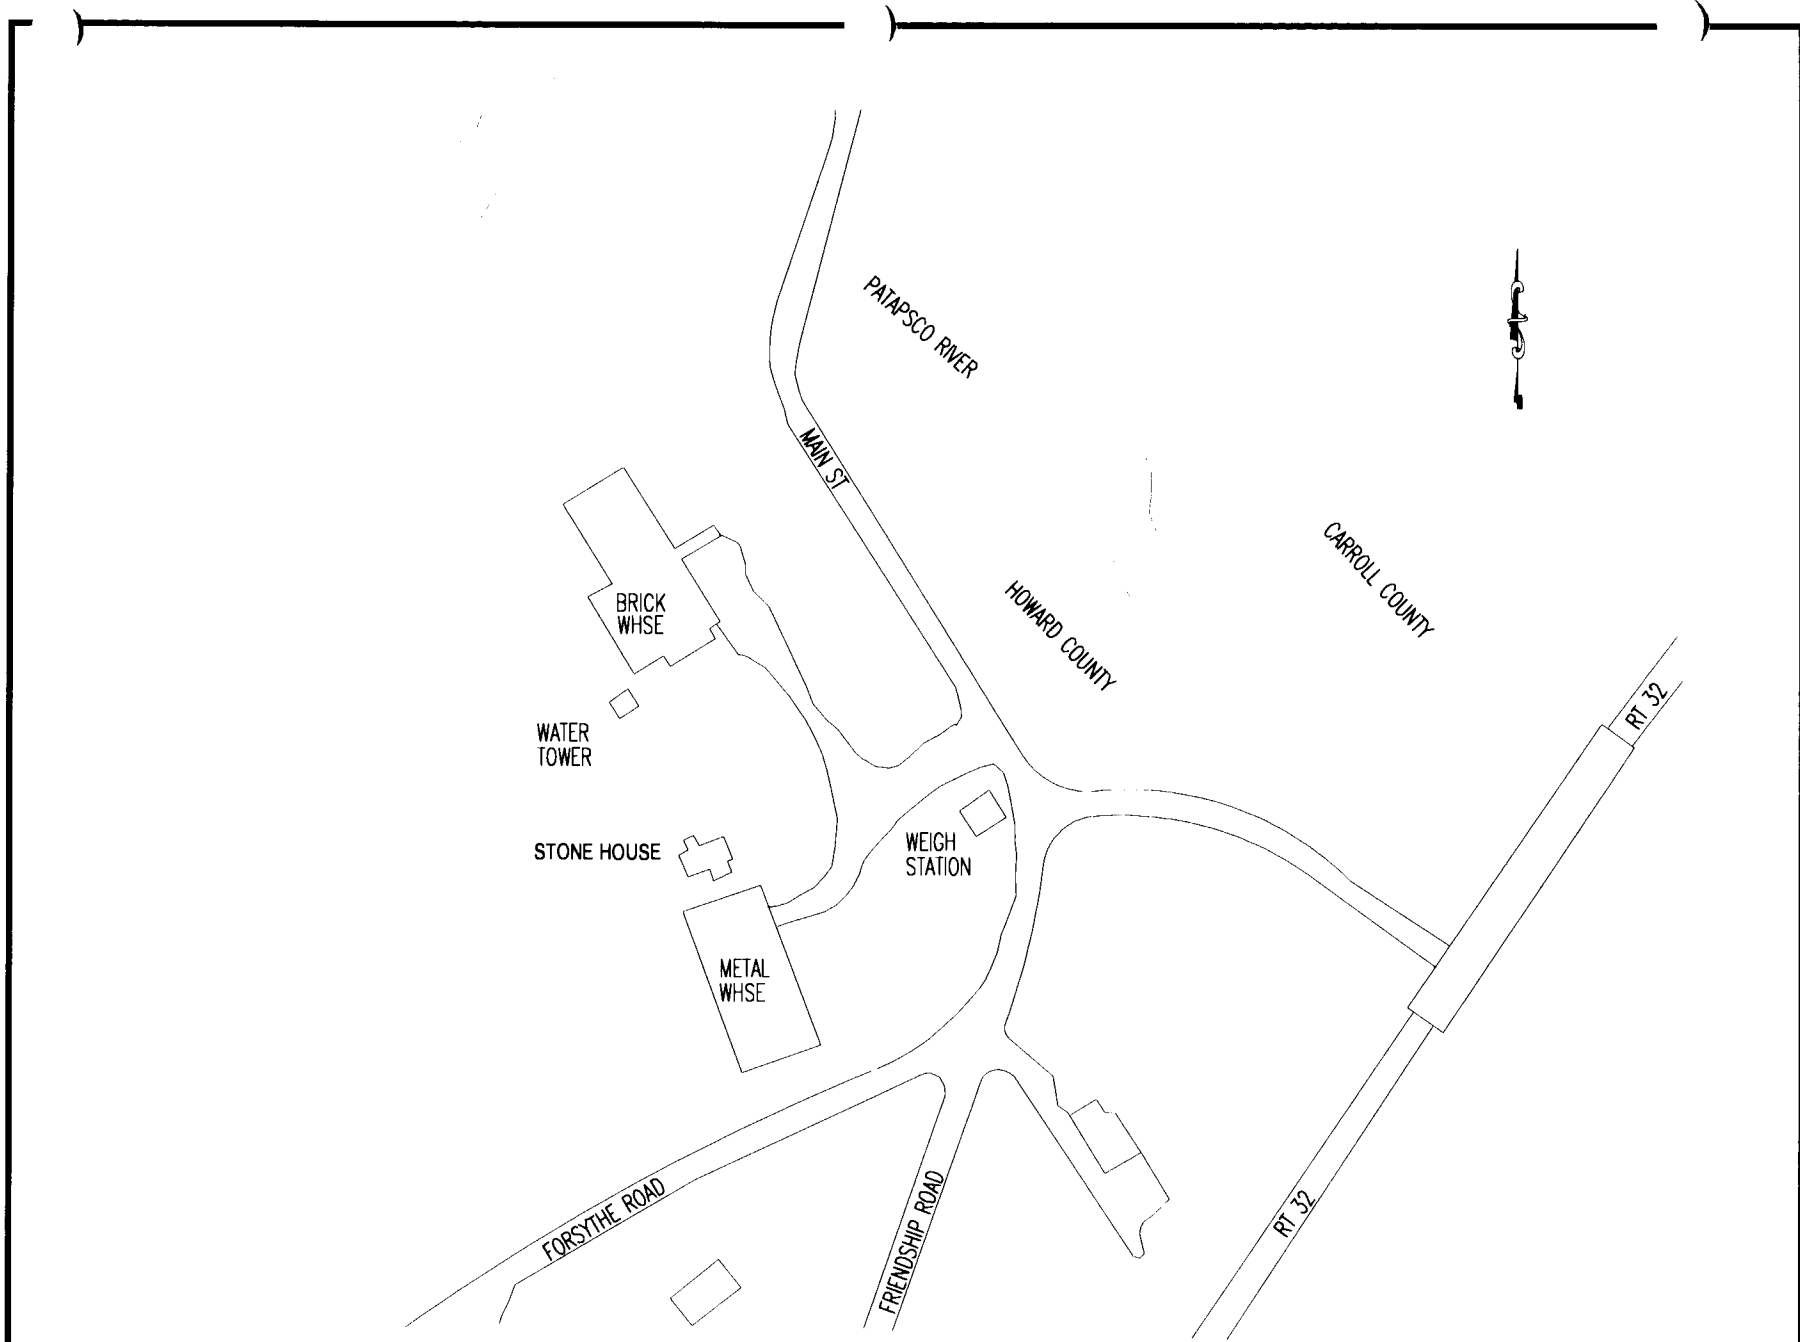 PATAPSCO RIVER
MAIN ST
CARROLL COUNTY
HOWARD COUNTY
BRICK
WHSE
RT 32
WATER
TOWER
WEIGH
STATION
STONE HOUSE
METAL
WHSE
FORSYTHE ROAD
FRIENDSHIP ROAD
RT 32